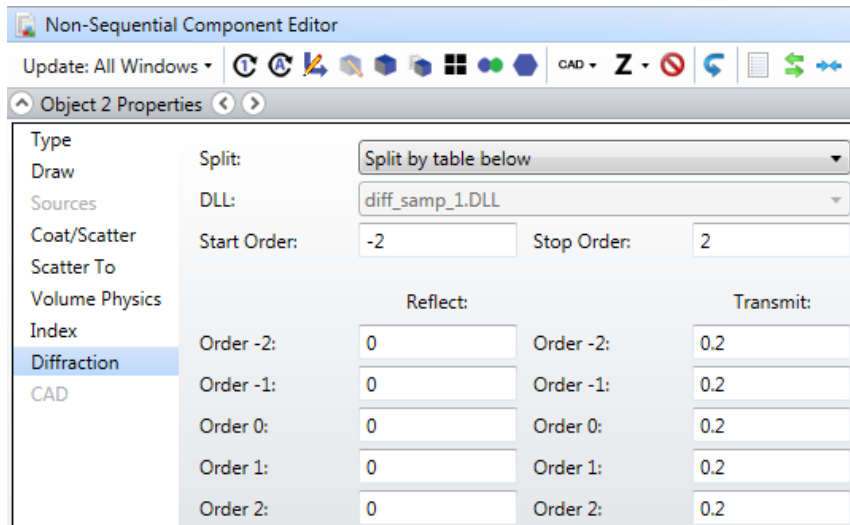 Non-Sequential Component Editor
Update: All Windows CAD Z
Object 2 Properties
Type
Draw
Sources
Coat/Scatter
Scatter To
Volume Physics
Index
Diffraction
CAD
Split: Split by table below
DLL: diff_samp_1.DLL
Start Order: -2 Stop Order: 2
Reflect: Transmit:
Order -2: 0 Order -2: 0.2
Order -1: 0 Order -1: 0.2
Order 0: 0 Order 0: 0.2
Order 1: 0 Order 1: 0.2
Order 2: 0 Order 2: 0.2